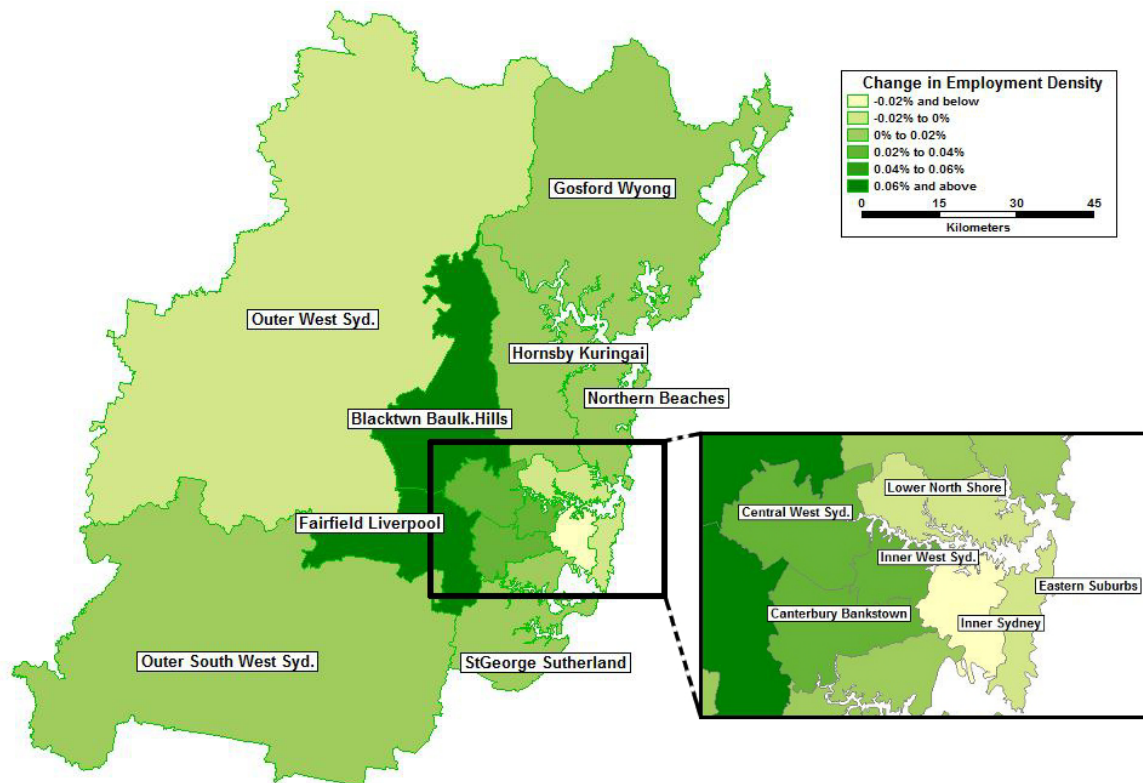 Change in Employment Density
-0.02% and below
-0.02% to 0%
0% to 0.02%
0.02% to 0.04%
0.04% to 0.06%
0.06% and above
0 15 30 45
Kilometers
Gosford Wyong
Outer West Syd.
Hornsby Kuringai
Northern Beaches
Blacktwn Baulk.Hills
Fairfield Liverpool
Outer South West Syd.
StGeorge Sutherland
Lower North Shore
Central West Syd.
Inner West Syd.
Eastern Suburbs
Canterbury Bankstown
Inner Sydney